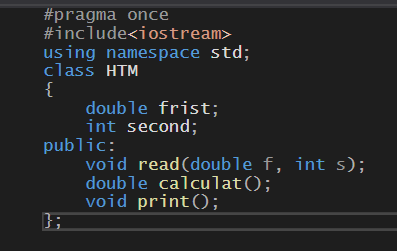 #pragma once
#include<iostream>
using namespace std;
class HTM
{
    double frist;
    int second;
public:
    void read(double f, int s);
    double calculat();
    void print();
};